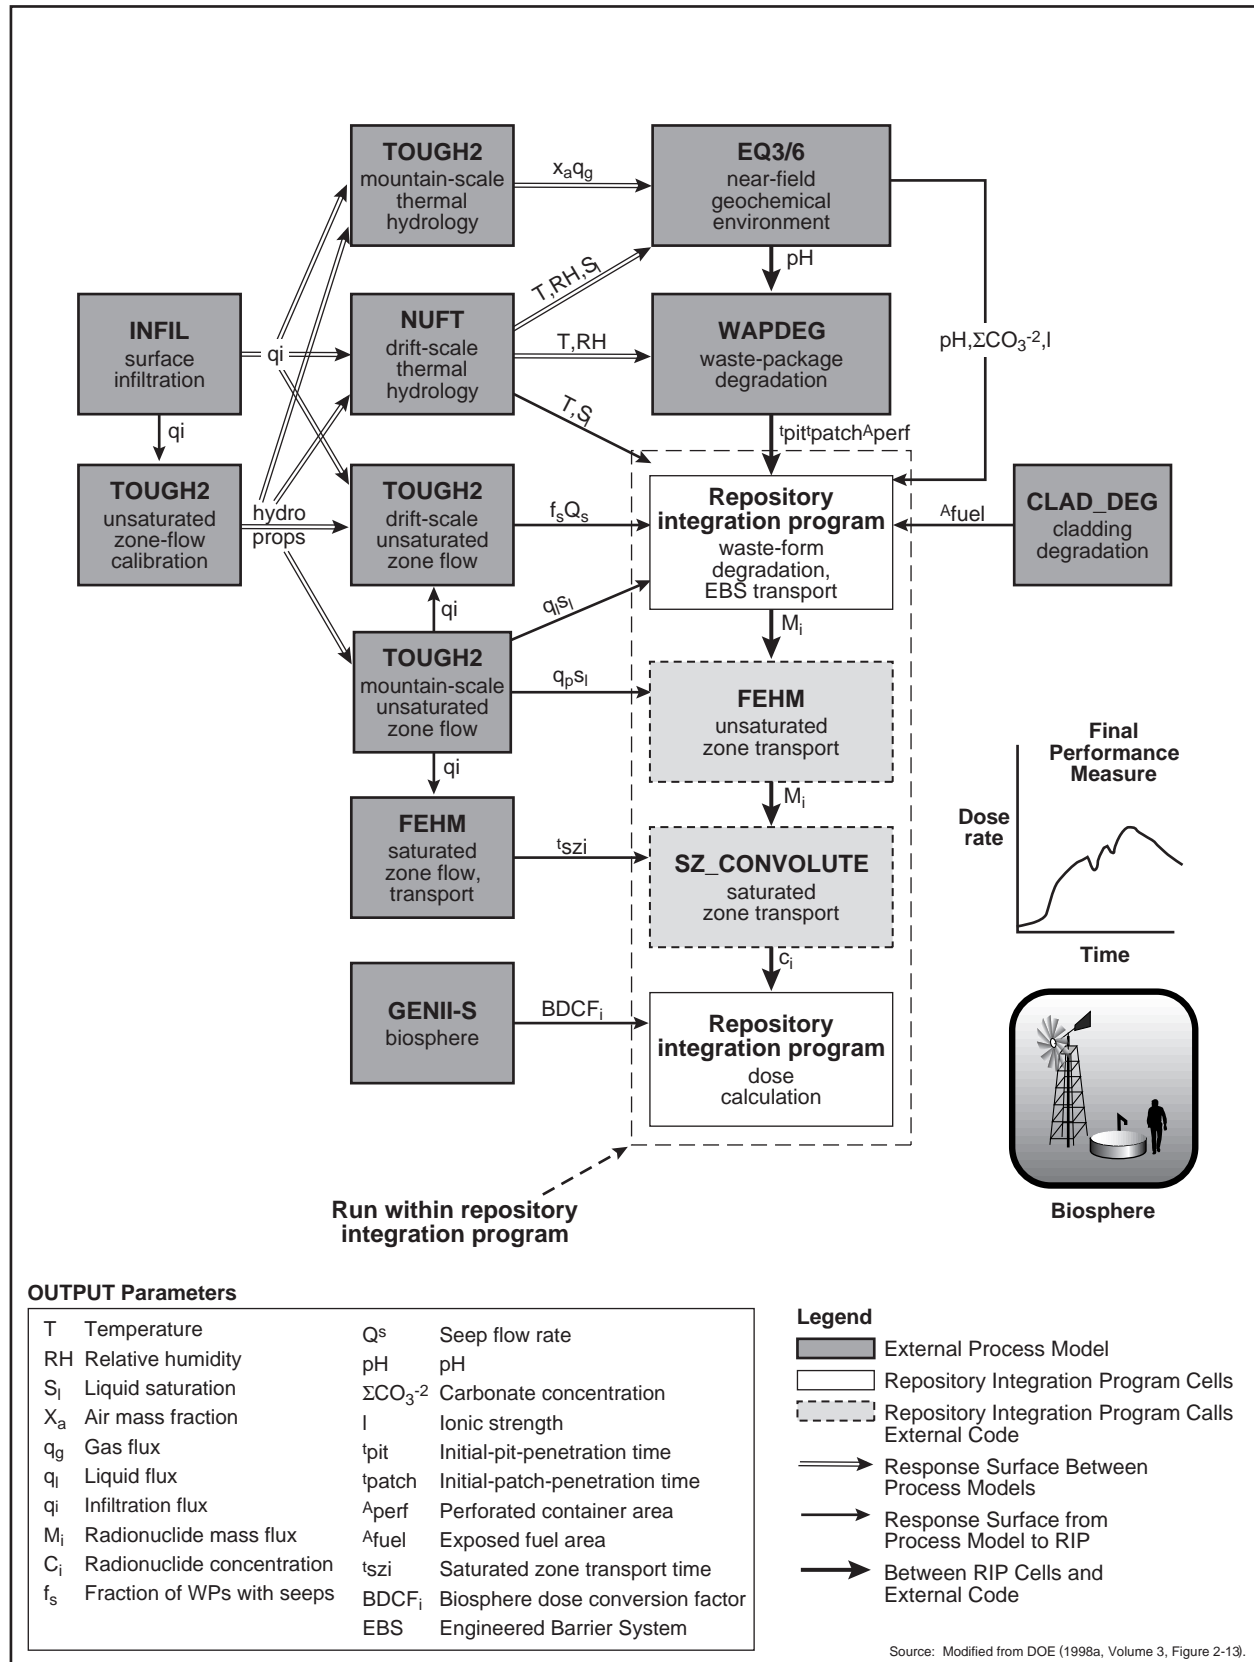 TOUGH2
mountain-scale
thermal
hydrology
xₐq₉
EQ3/6
near-field
geochemical
environment
pH
T,RH,Sₗ
INFIL
surface
infiltration
qi
NUFT
drift-scale
thermal
hydrology
T,RH
WAPDEG
waste-package
degradation
pH,ΣCO₃⁻²,I
T,Sₗ
qi
tpittpatchAperf
TOUGH2
unsaturated
zone-flow
calibration
hydro
props
TOUGH2
drift-scale
unsaturated
zone flow
fₛQₛ
Repository
integration program
waste-form
degradation,
EBS transport
Afuel
CLAD_DEG
cladding
degradation
qi
qₗsₗ
Mᵢ
TOUGH2
mountain-scale
unsaturated
zone flow
qₚsₗ
FEHM
unsaturated
zone transport
qi
Mᵢ
Final
Performance
Measure
Dose
rate
Time
FEHM
saturated
zone flow,
transport
tszi
SZ_CONVOLUTE
saturated
zone transport
cᵢ
GENII-S
biosphere
BDCFᵢ
Repository
integration program
dose
calculation
Biosphere
Run within repository
integration program
OUTPUT Parameters
T Temperature
RH Relative humidity
Sₗ Liquid saturation
Xₐ Air mass fraction
q₉ Gas flux
qₗ Liquid flux
qi Infiltration flux
Mᵢ Radionuclide mass flux
Cᵢ Radionuclide concentration
fₛ Fraction of WPs with seeps
Qˢ Seep flow rate
pH pH
ΣCO₃⁻² Carbonate concentration
I Ionic strength
tpit Initial-pit-penetration time
tpatch Initial-patch-penetration time
Aperf Perforated container area
Afuel Exposed fuel area
tszi Saturated zone transport time
BDCFᵢ Biosphere dose conversion factor
EBS Engineered Barrier System
Legend
External Process Model
Repository Integration Program Cells
Repository Integration Program Calls
External Code
Response Surface Between
Process Models
Response Surface from
Process Model to RIP
Between RIP Cells and
External Code
Source: Modified from DOE (1998a, Volume 3, Figure 2-13).